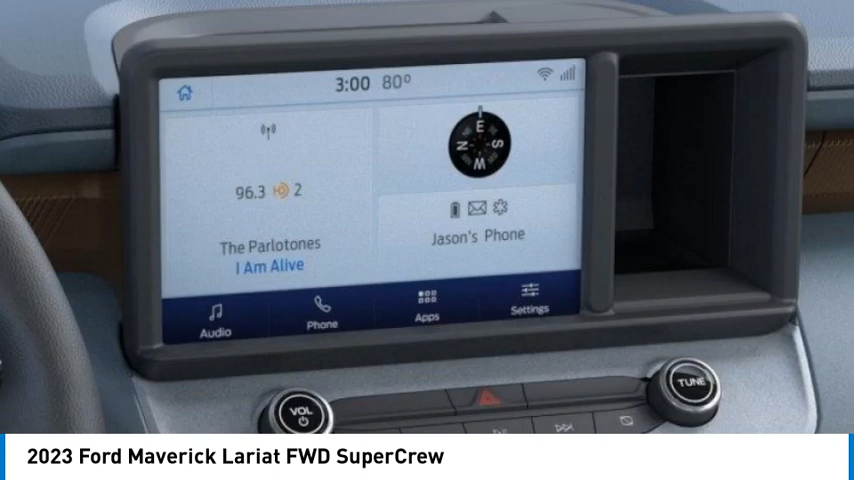 3:00 80°
96.3 HD 2
The Parlotones
I Am Alive
E
N S
W
Jason's Phone
Audio Phone Apps Settings
VOL
TUNE
2023 Ford Maverick Lariat FWD SuperCrew